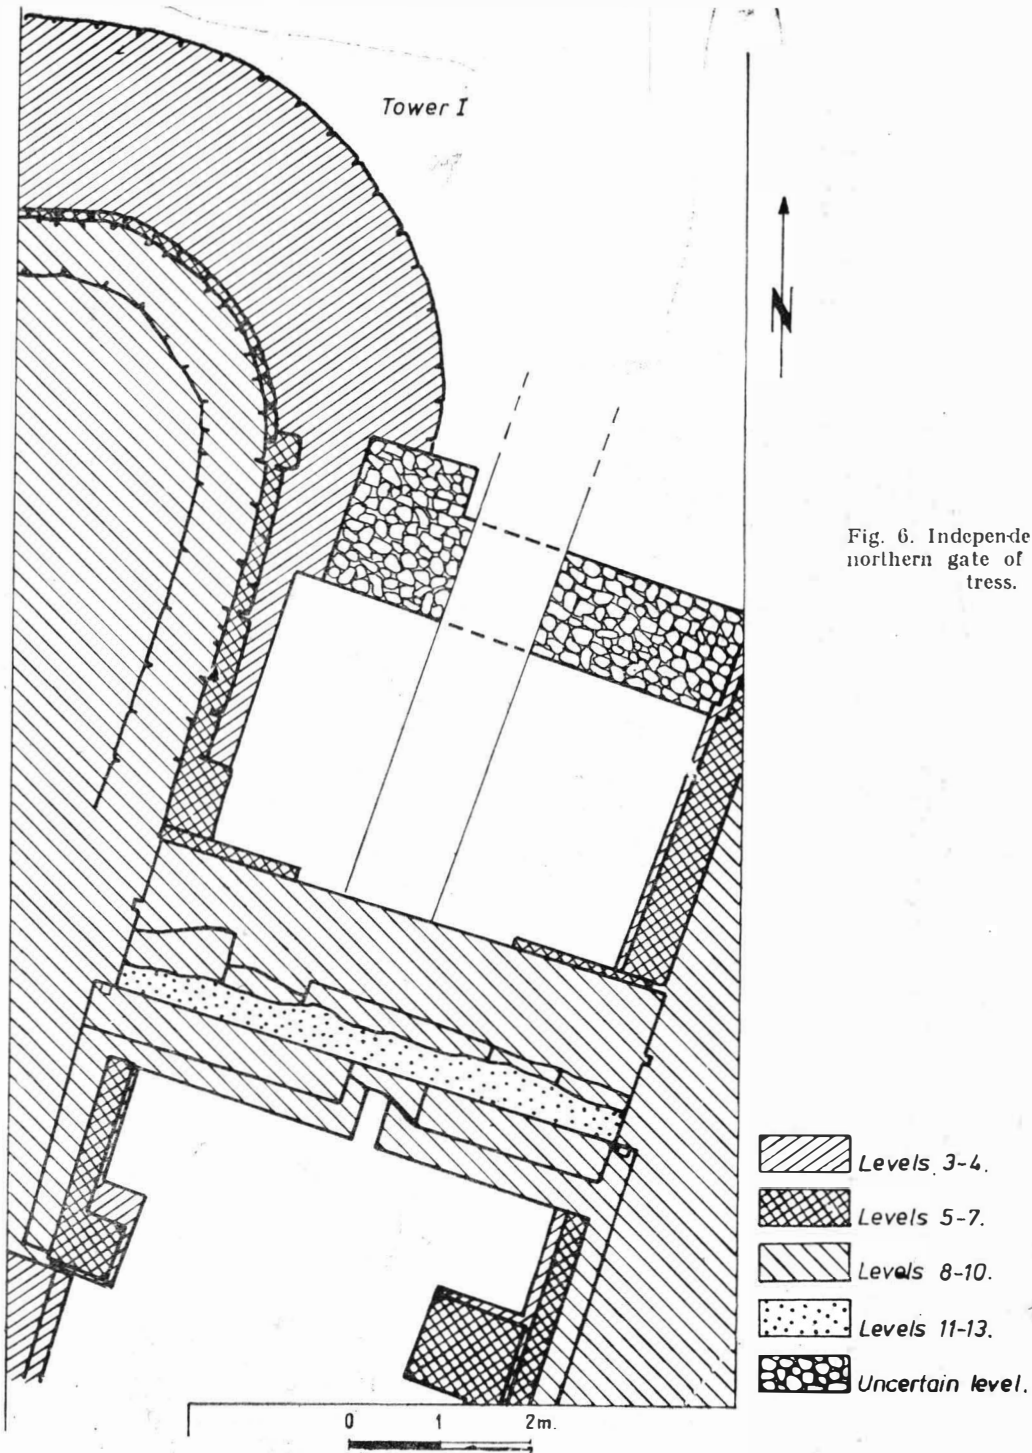 Tower I
N
Fig. 6. Independe
northern gate of
tress.
Levels 3-4.
Levels 5-7.
Levels 8-10.
Levels 11-13.
Uncertain level.
0 1 2m.